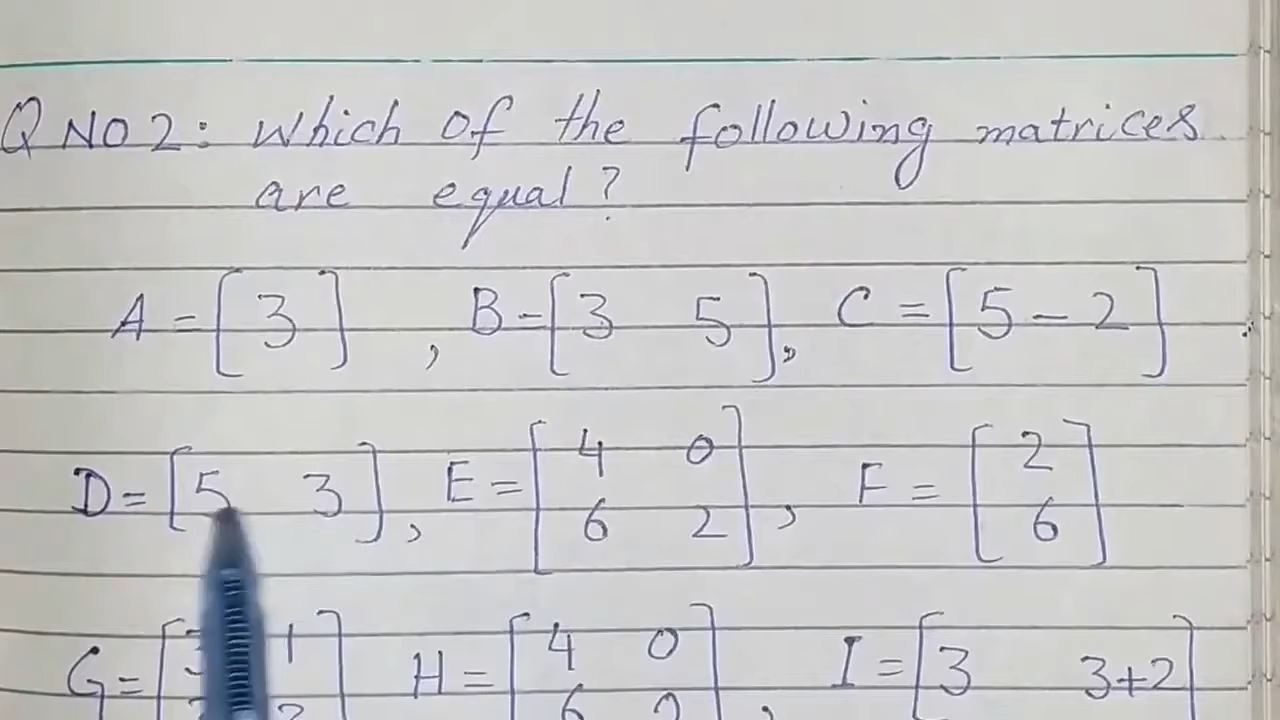 Q NO 2: Which of the following matrices
are equal?
A = [3], B = [3 5], C = [5 - 2]
D = [5 3], E = [4 0
6 2], F = [2
6]
G = [ 1
H = [4 0
6 I = [3 3+2]